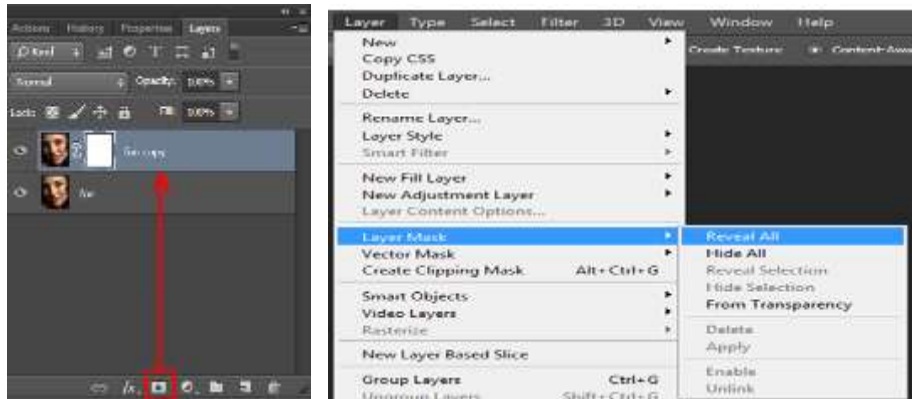 Actions History Properties Layers
Kind
Normal Opacity: 100%
Lock: Fill: 100%
copy
fx
Layer Type Select Filter 3D View Window Help
Create Texture Content-Awa
New
Copy CSS
Duplicate Layer...
Delete
Rename Layer...
Layer Style
Smart Filter
New Fill Layer
New Adjustment Layer
Layer Content Options...
Layer Mask
Vector Mask
Create Clipping Mask Alt+Ctrl+G
Smart Objects
Video Layers
Rasterize
New Layer Based Slice
Group Layers Ctrl+G
Ungroup Layers Shift+Ctrl+G
Reveal All
Hide All
Reveal Selection
Hide Selection
From Transparency
Delete
Apply
Enable
Unlink